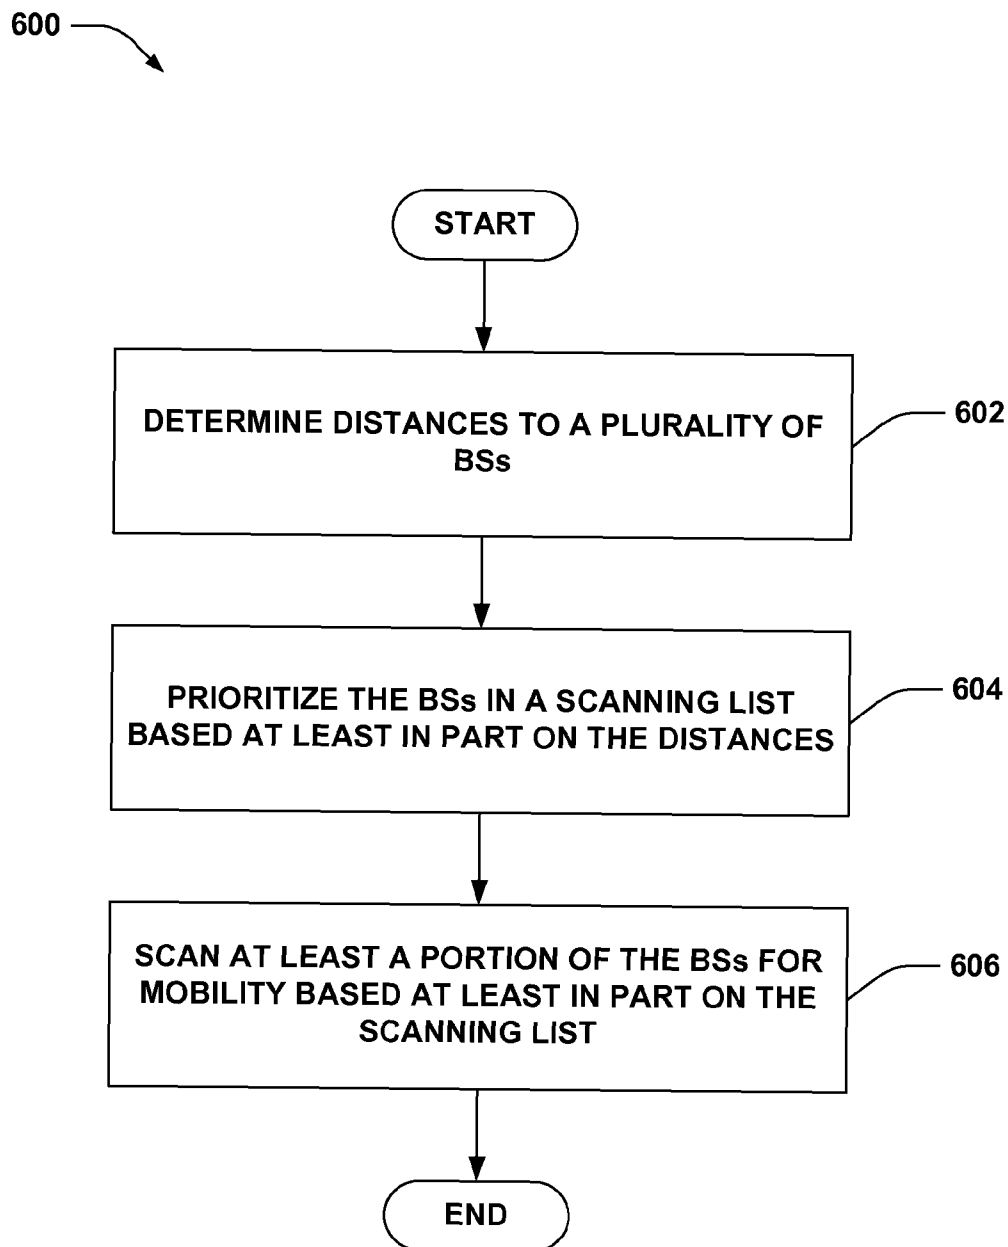 600
START
DETERMINE DISTANCES TO A PLURALITY OF
BSs
602
PRIORITIZE THE BSs IN A SCANNING LIST
BASED AT LEAST IN PART ON THE DISTANCES
604
SCAN AT LEAST A PORTION OF THE BSs FOR
MOBILITY BASED AT LEAST IN PART ON THE
SCANNING LIST
606
END